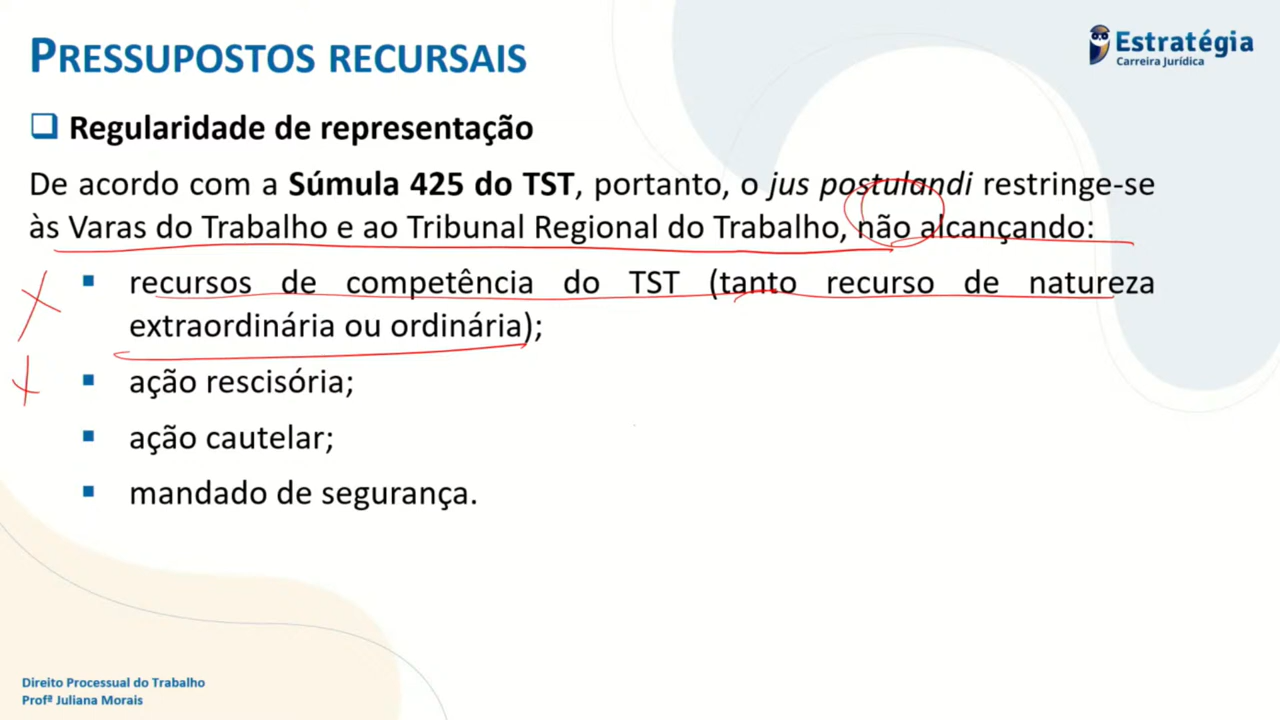 PRESSUPOSTOS RECURSAIS
Estratégia
Carreira Jurídica
Regularidade de representação
De acordo com a Súmula 425 do TST, portanto, o jus postulandi restringe-se
às Varas do Trabalho e ao Tribunal Regional do Trabalho, não alcançando:
recursos de competência do TST (tanto recurso de natureza
extraordinária ou ordinária);
ação rescisória;
ação cautelar;
mandado de segurança.
Direito Processual do Trabalho
Profª Juliana Morais